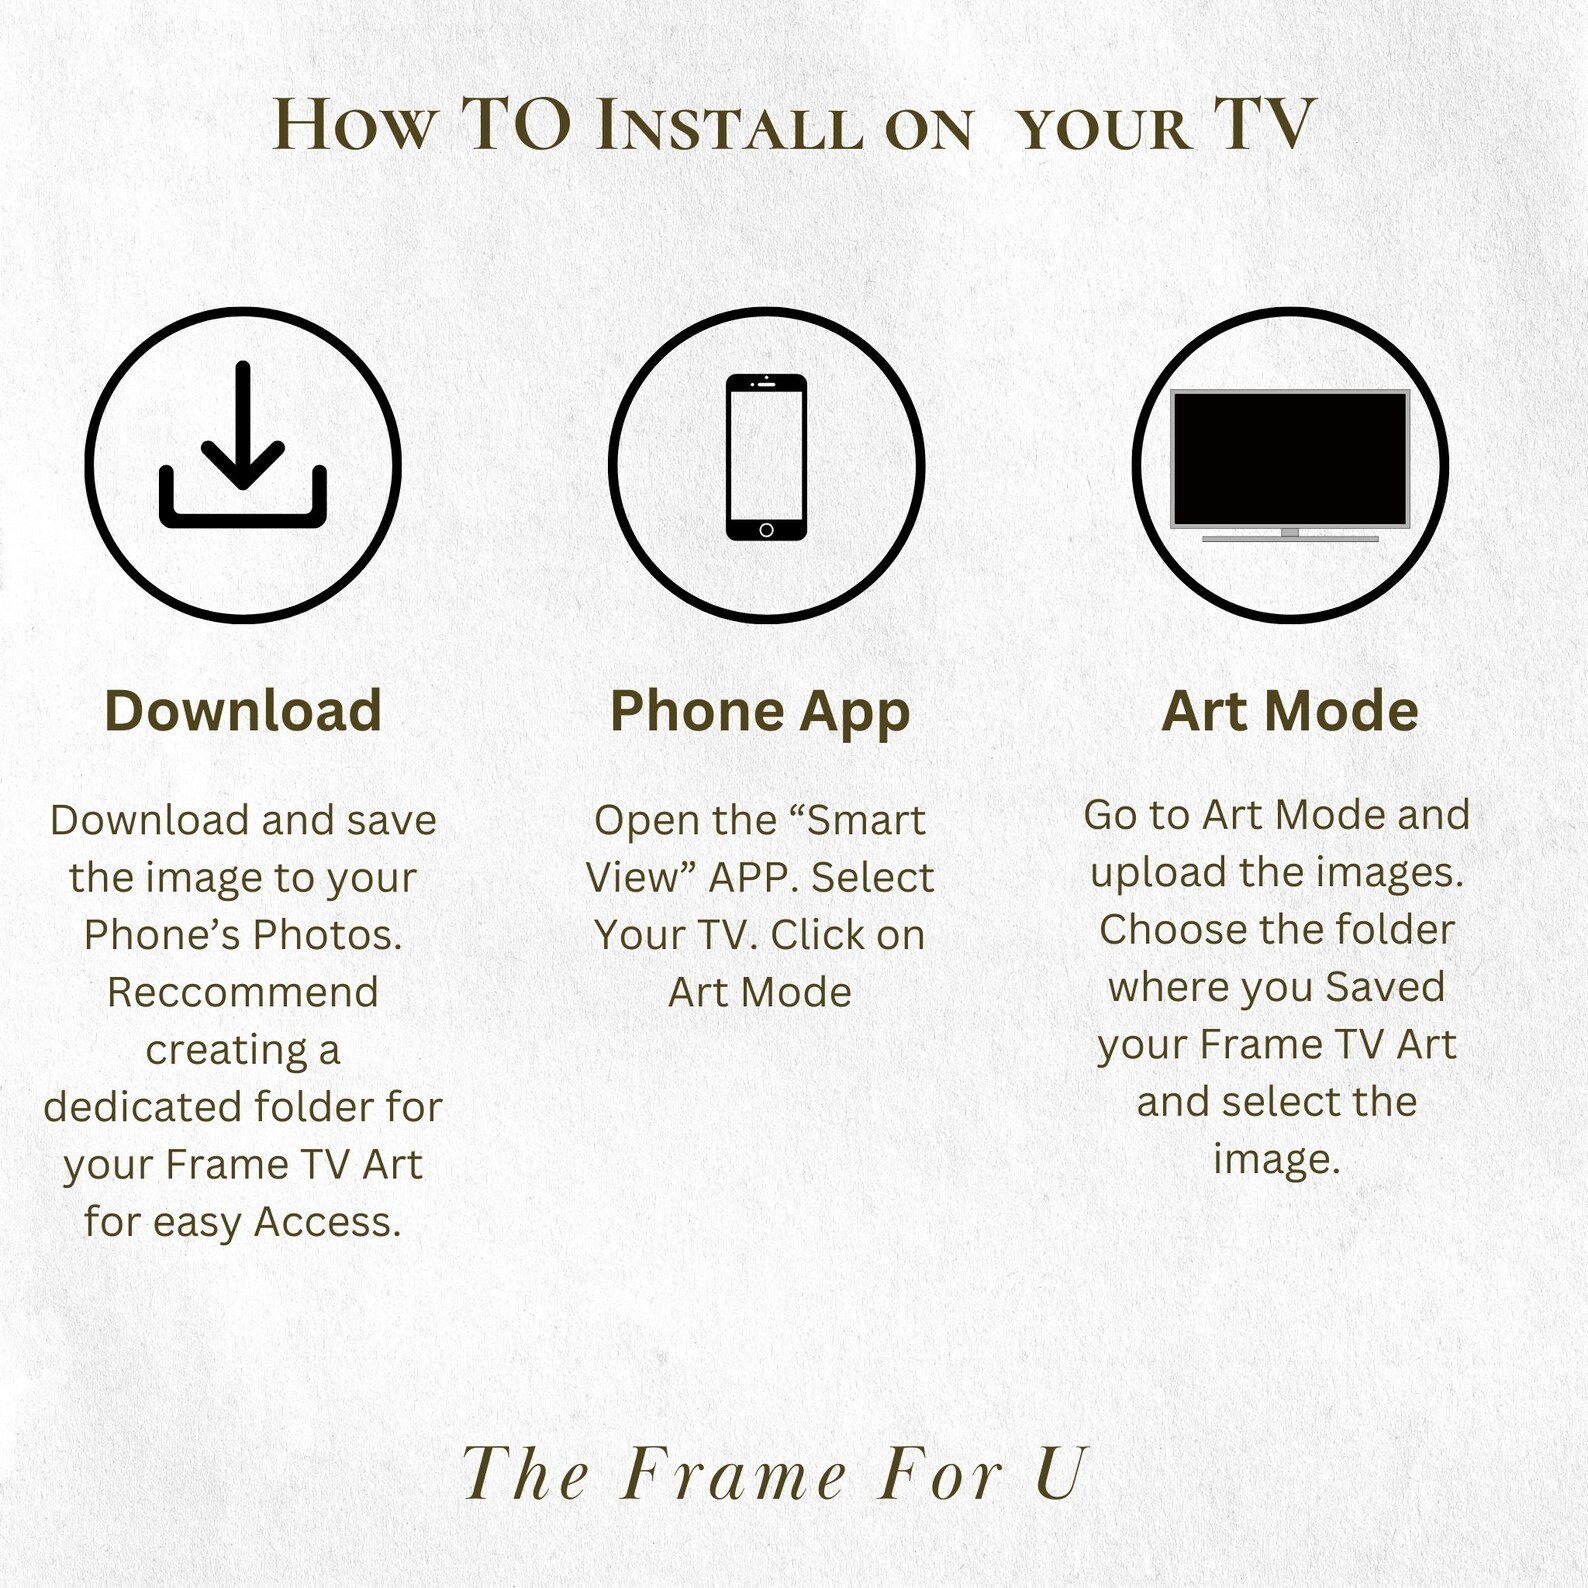 How TO Install on  your TV
Download
Download and save
the image to your
Phone’s Photos.
Reccommend
creating a
dedicated folder for
your Frame TV Art
for easy Access.
Phone App
Open the “Smart
View” APP. Select
Your TV. Click on
Art Mode
Art Mode
Go to Art Mode and
upload the images.
Choose the folder
where you Saved
your Frame TV Art
and select the
image.
The Frame For U